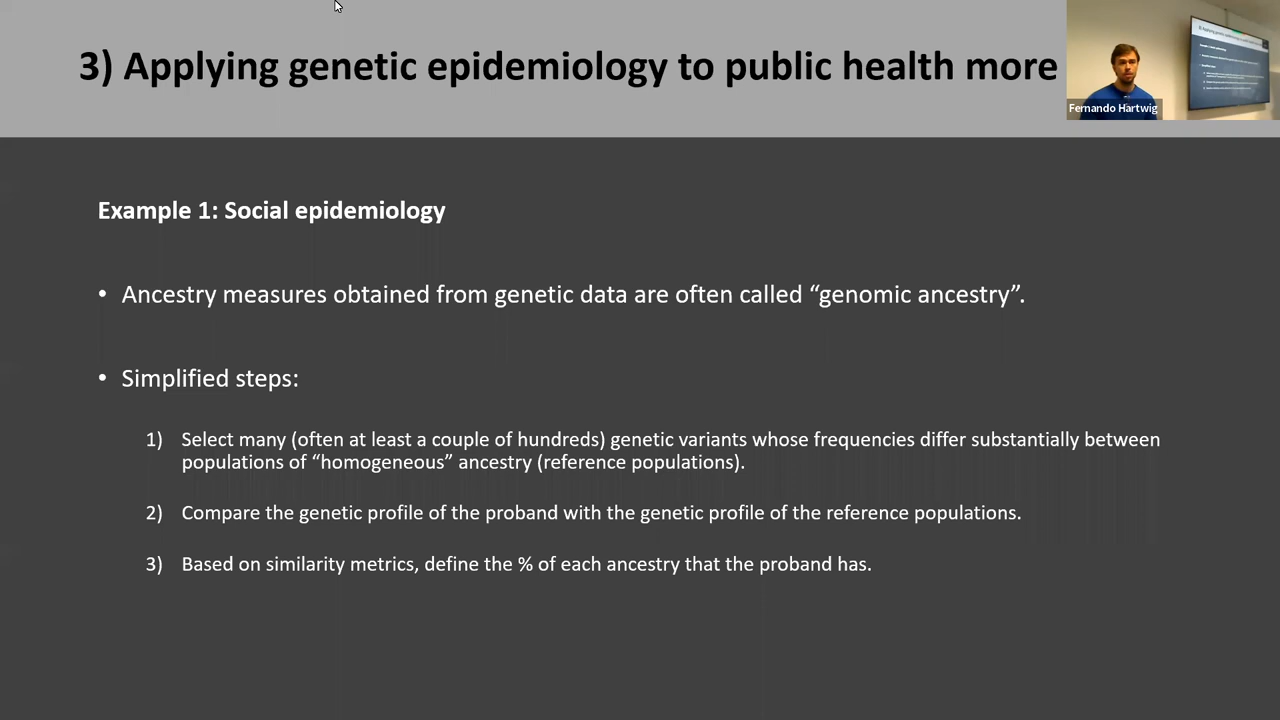 3) Applying genetic epidemiology to public health more
Fernando Hartwig
Example 1: Social epidemiology
• Ancestry measures obtained from genetic data are often called “genomic ancestry”.
• Simplified steps:
1) Select many (often at least a couple of hundreds) genetic variants whose frequencies differ substantially between
populations of “homogeneous” ancestry (reference populations).
2) Compare the genetic profile of the proband with the genetic profile of the reference populations.
3) Based on similarity metrics, define the % of each ancestry that the proband has.